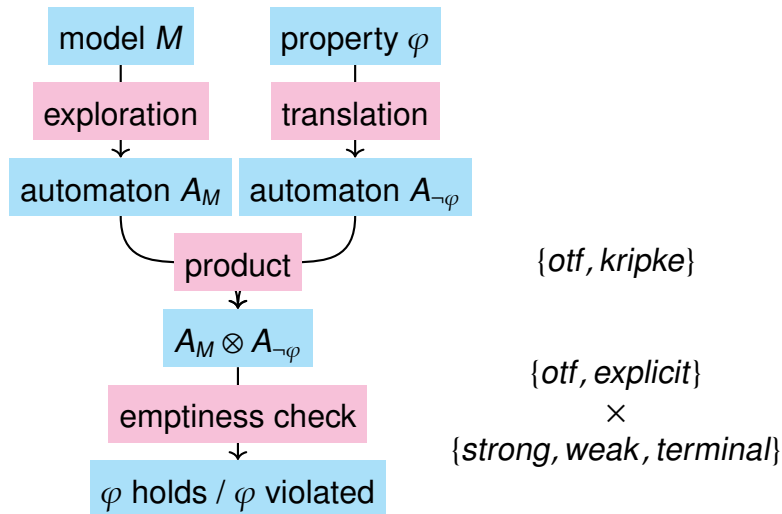 model M property φ
exploration translation
automaton A_M automaton A_¬φ
product {otf, kripke}
A_M ⊗ A_¬φ
{otf, explicit}
emptiness check ×
{strong, weak, terminal}
φ holds / φ violated